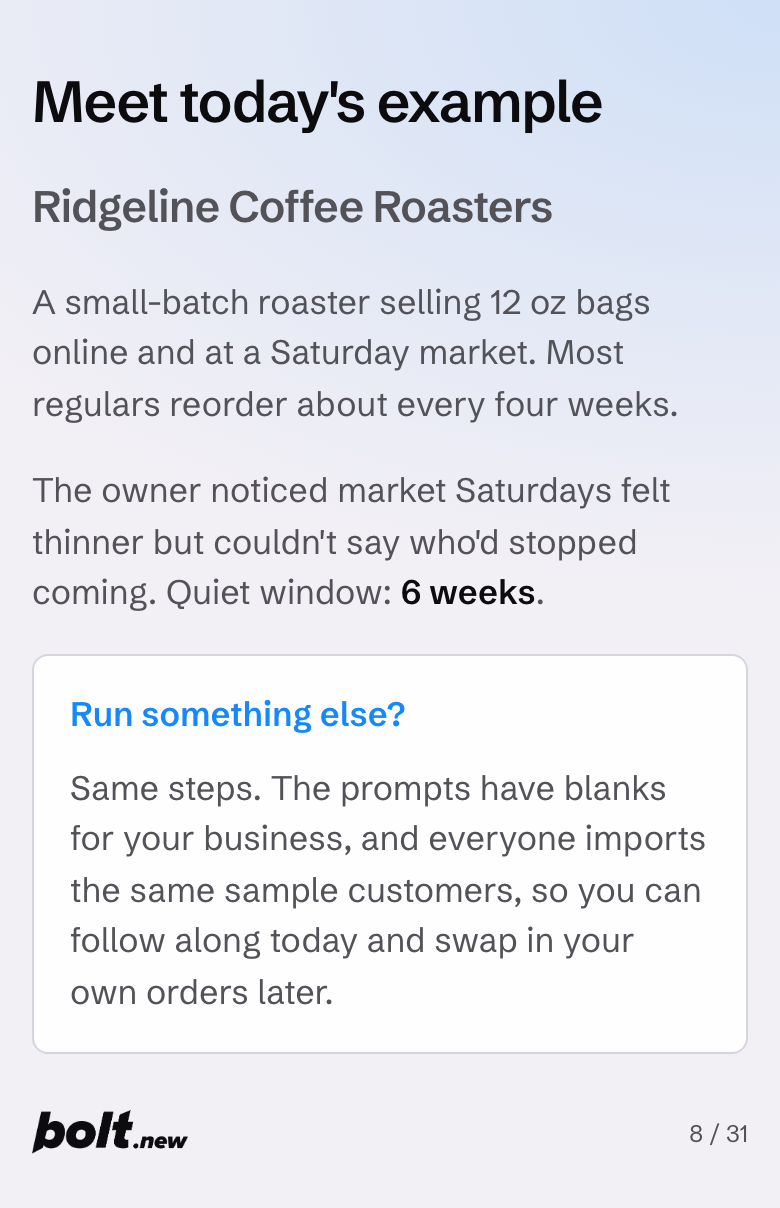 Meet today's example
Ridgeline Coffee Roasters
A small-batch roaster selling 12 oz bags
online and at a Saturday market. Most
regulars reorder about every four weeks.
The owner noticed market Saturdays felt
thinner but couldn't say who'd stopped
coming. Quiet window: 6 weeks.
Run something else?
Same steps. The prompts have blanks
for your business, and everyone imports
the same sample customers, so you can
follow along today and swap in your
own orders later.
bolt.new
8 / 31